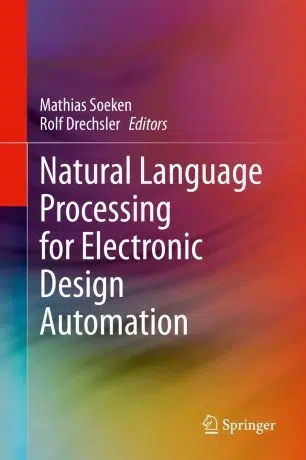 Mathias Soeken
Rolf Drechsler Editors
Natural Language
Processing
for Electronic
Design
Automation
Springer